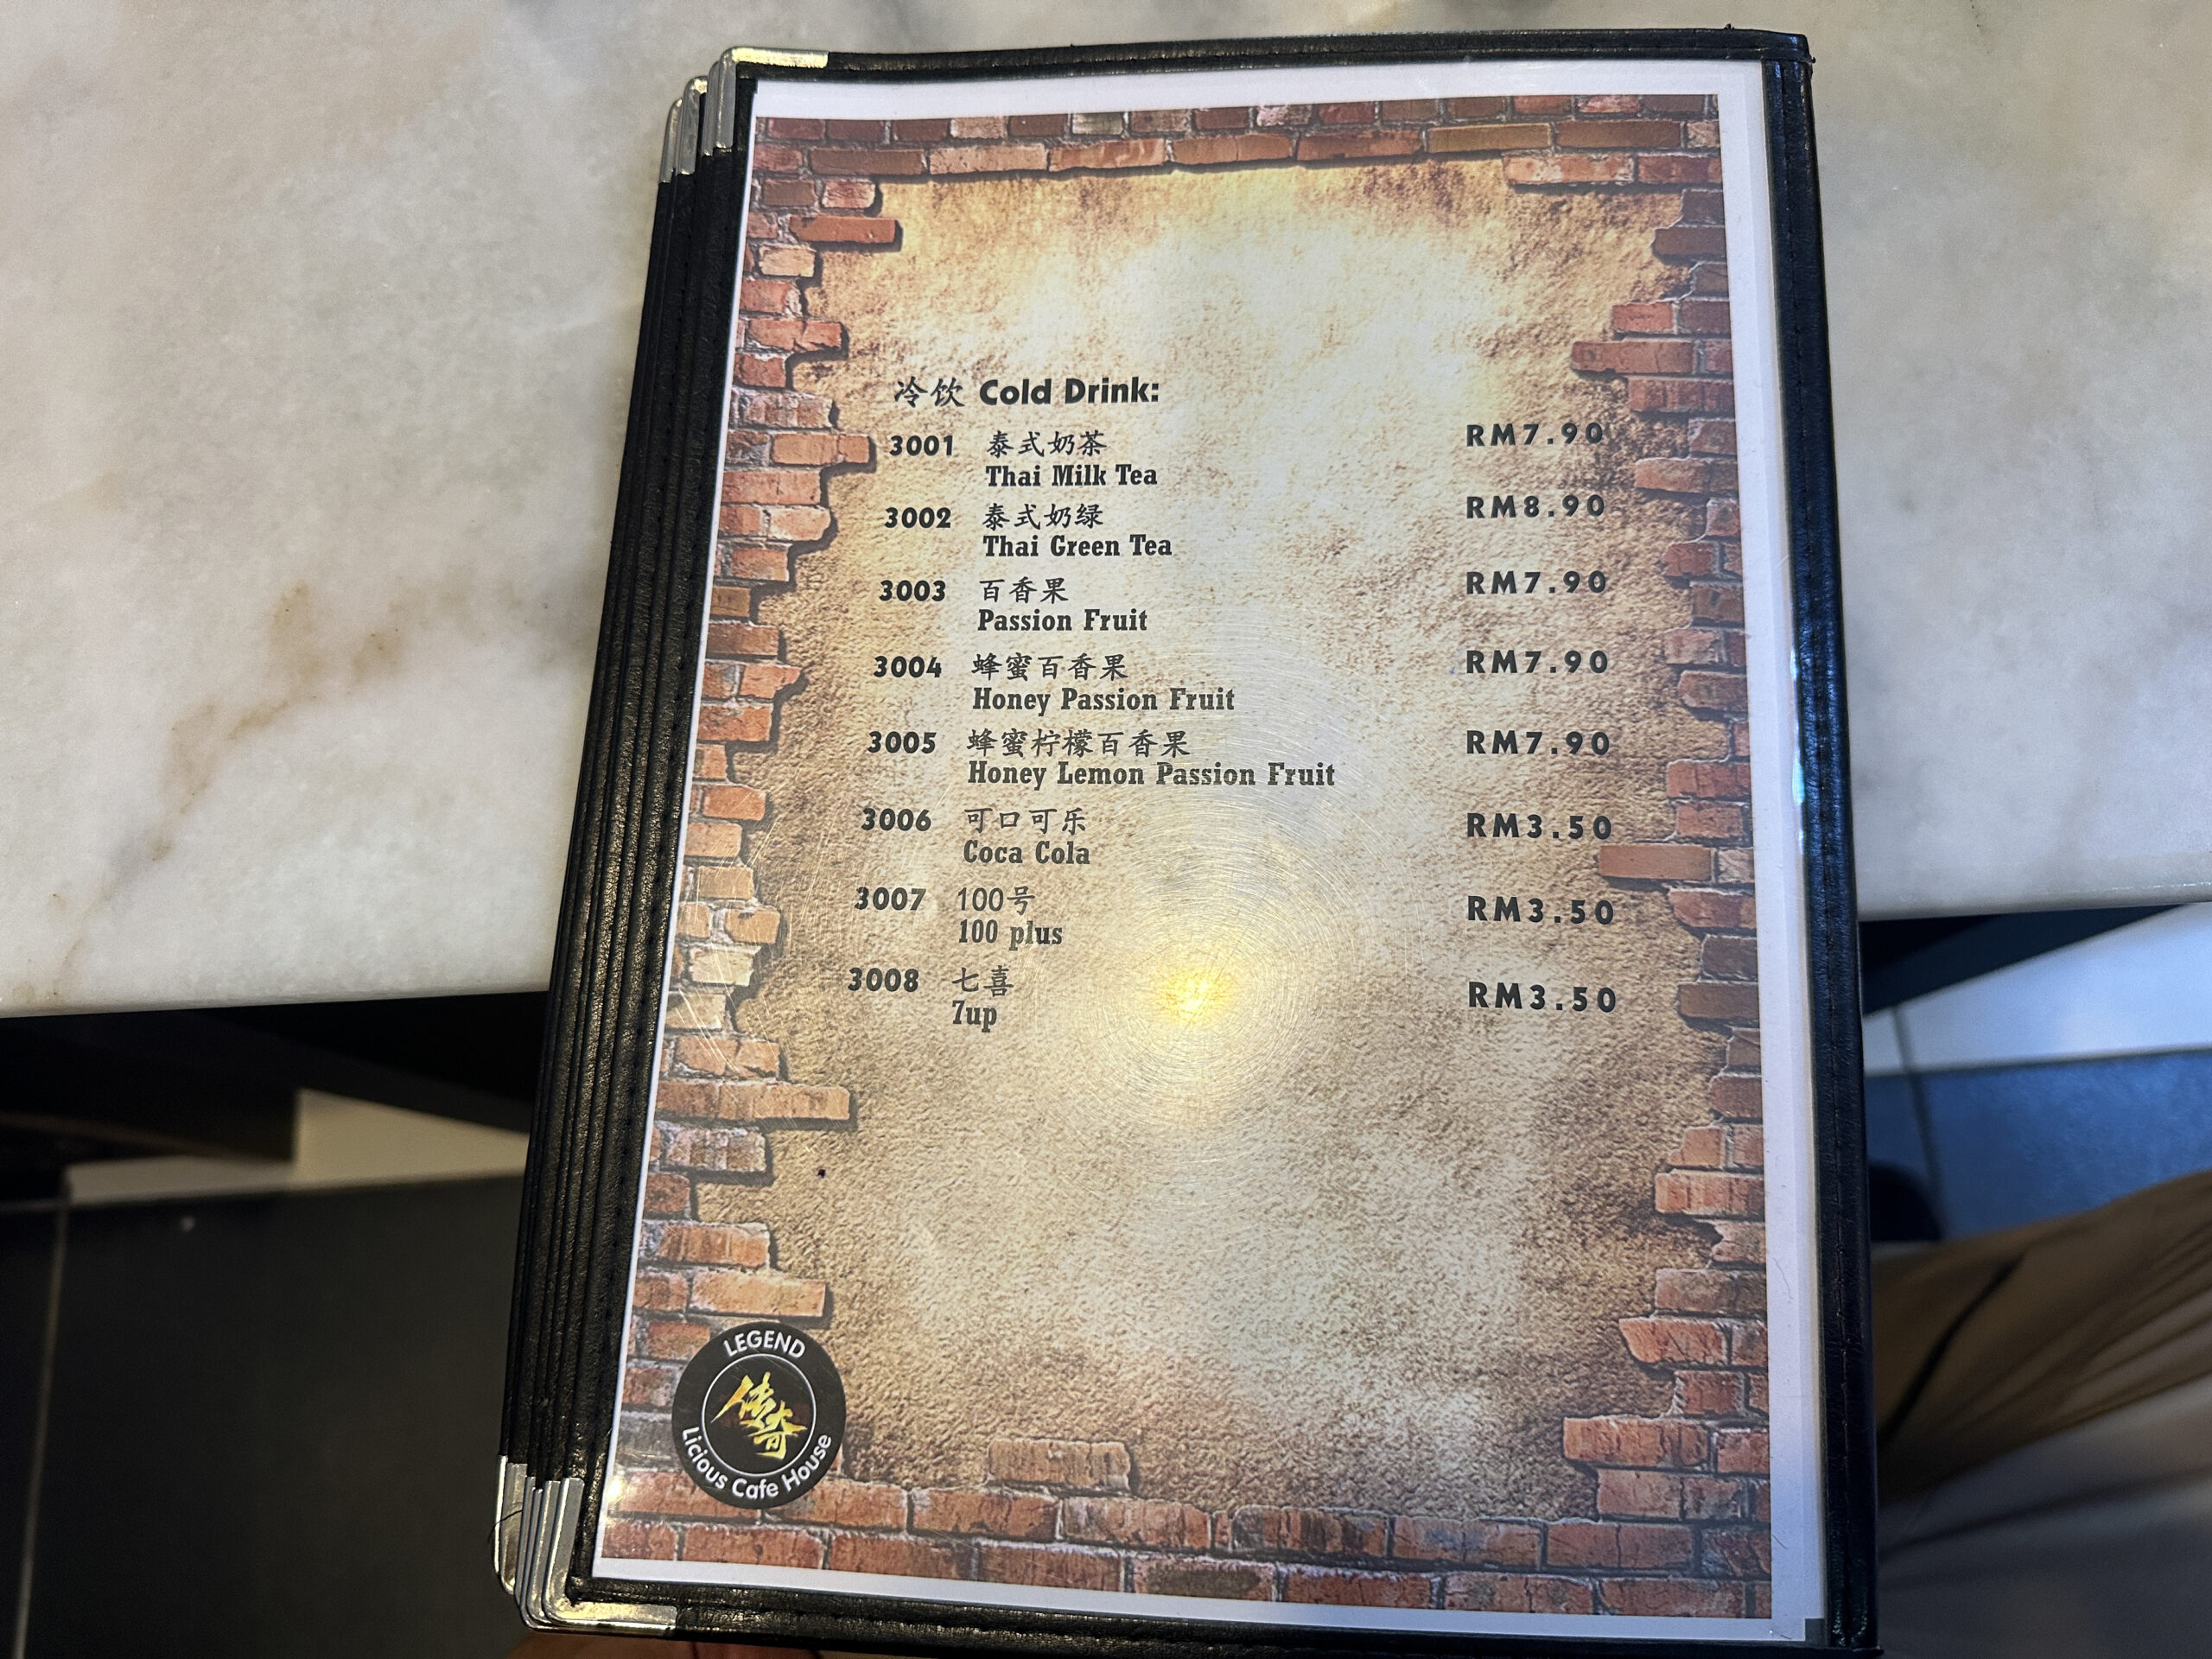 冷饮 Cold Drink:
3001 泰式奶茶 RM7.90
Thai Milk Tea
3002 泰式奶绿 RM8.90
Thai Green Tea
3003 百香果 RM7.90
Passion Fruit
3004 蜂蜜百香果 RM7.90
Honey Passion Fruit
3005 蜂蜜柠檬百香果 RM7.90
Honey Lemon Passion Fruit
3006 可口可乐 RM3.50
Coca Cola
3007 100号 RM3.50
100 plus
3008 七喜 RM3.50
7up
LEGEND
传奇
Licious Cafe House